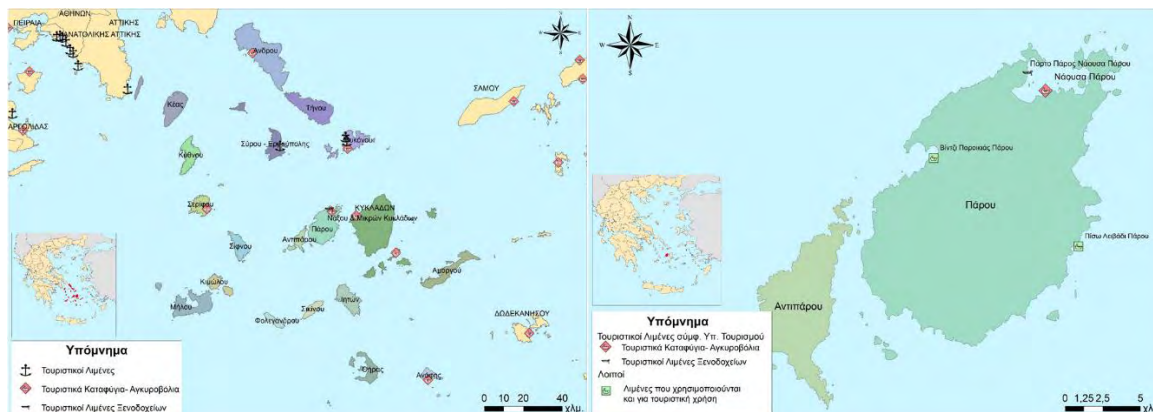 ΑΘΗΝΩΝ
ΠΕΙΡΑΙΑ
ΑΤΤΙΚΗΣ
ΑΝΑΤΟΛΙΚΗΣ ΑΤΤΙΚΗΣ
Άνδρου
Κέας
Τήνου
ΣΑΜΟΥ
Σύρου - Ερμούπολης
Μυκόνου
ΑΡΓΟΛΙΔΑΣ
Κύθνου
Σερίφου
ΚΥΚΛΑΔΩΝ
Νάξου & Μικρών Κυκλάδων
Πάρου
Αντιπάρου
Σίφνου
Αμοργού
Κιμώλου
Μήλου
Ιητών
Σικίνου
Φολεγάνδρου
ΔΩΔΕΚΑΝΗΣΟΥ
Θήρας
Ανάφης
Υπόμνημα
Τουριστικοί Λιμένες
Τουριστικά Καταφύγια- Αγκυροβόλια
Τουριστικοί Λιμένες Ξενοδοχείων
0 10 20 40
χλμ.
N
W E
S
Πόρτο Πάρος Νάουσα Πάρου
Νάουσα Πάρου
Βίντζι Παροικιάς Πάρου
Πάρου
Πίσω Λειβάδι Πάρου
Αντιπάρου
Υπόμνημα
Τουριστικοί Λιμένες σύμφ. Υπ. Τουρισμού
Τουριστικά Καταφύγια- Αγκυροβόλια
Τουριστικοί Λιμένες Ξενοδοχείων
Λοιποί
Λιμένες που χρησιμοποιούνται
και για τουριστική χρήση
0 1,25 2,5 5